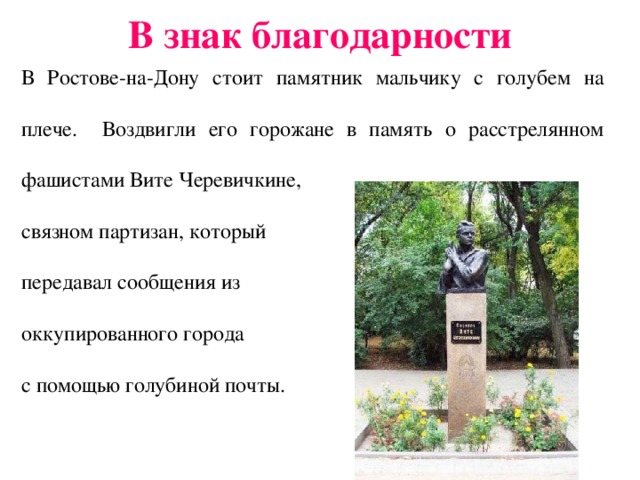 В знак благодарности
В Ростове-на-Дону стоит памятник мальчику с голубем на
плече. Воздвигли его горожане в память о расстрелянном
фашистами Вите Черевичкине,
связном партизан, который
передавал сообщения из
оккупированного города
с помощью голубиной почты.
ВИТЕ